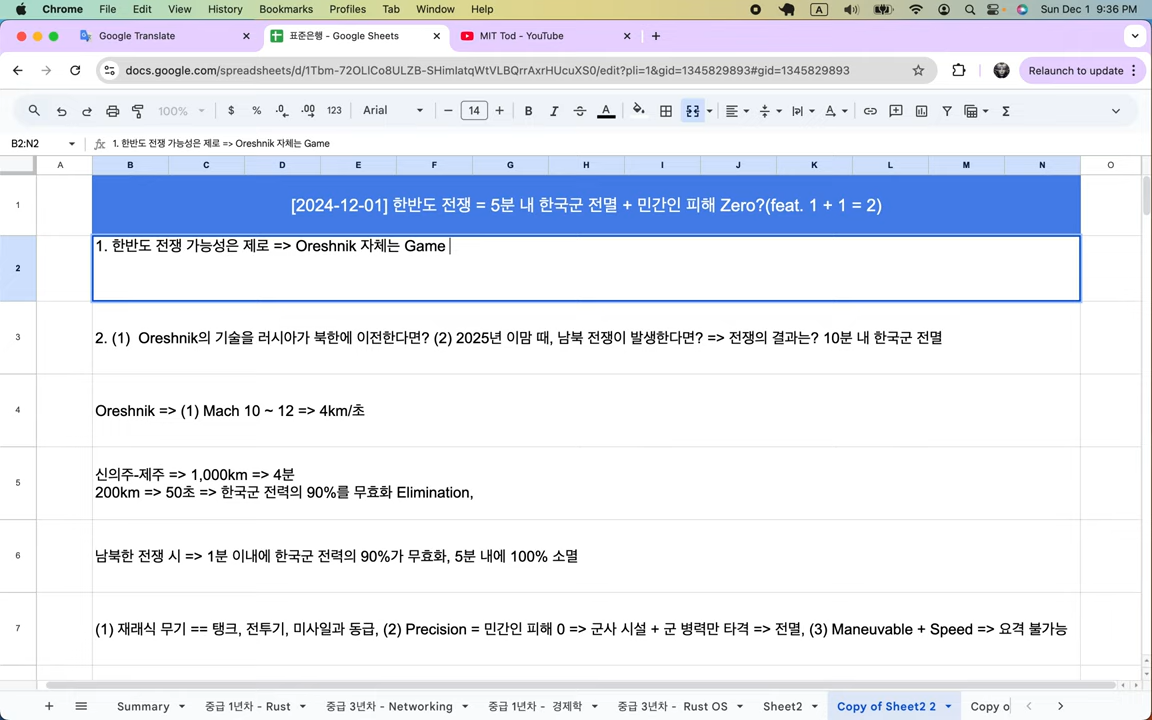 Chrome File Edit View History Bookmarks Profiles Tab Window Help A Sun Dec 1 9:36 PM
Google Translate 표준은행 - Google Sheets MIT Tod - YouTube
docs.google.com/spreadsheets/d/1Tbm-72OLlCo8ULZB-SHimIatqWtVLBQrrAxrHUcuXS0/edit?pli=1&gid=1345829893#gid=1345829893 Relaunch to update
100% $ % .0 .00 123 Arial 14 B I A
B2:N2 fx 1. 한반도 전쟁 가능성은 제로 => Oreshnik 자체는 Game
A B C D E F G H I J K L M N O
1 [2024-12-01] 한반도 전쟁 = 5분 내 한국군 전멸 + 민간인 피해 Zero?(feat. 1 + 1 = 2)
2 1. 한반도 전쟁 가능성은 제로 => Oreshnik 자체는 Game
3 2. (1) Oreshnik의 기술을 러시아가 북한에 이전한다면? (2) 2025년 이맘 때, 남북 전쟁이 발생한다면? => 전쟁의 결과는? 10분 내 한국군 전멸
4 Oreshnik => (1) Mach 10 ~ 12 => 4km/초
신의주-제주 => 1,000km => 4분
5 200km => 50초 => 한국군 전력의 90%를 무효화 Elimination,
6 남북한 전쟁 시 => 1분 이내에 한국군 전력의 90%가 무효화, 5분 내에 100% 소멸
7 (1) 재래식 무기 == 탱크, 전투기, 미사일과 동급, (2) Precision = 민간인 피해 0 => 군사 시설 + 군 병력만 타격 => 전멸, (3) Maneuvable + Speed => 요격 불가능
Summary 중급 1년차 - Rust 중급 3년차 - Networking 중급 1년차 - 경제학 중급 3년차 - Rust OS Sheet2 Copy of Sheet2 2 Copy o